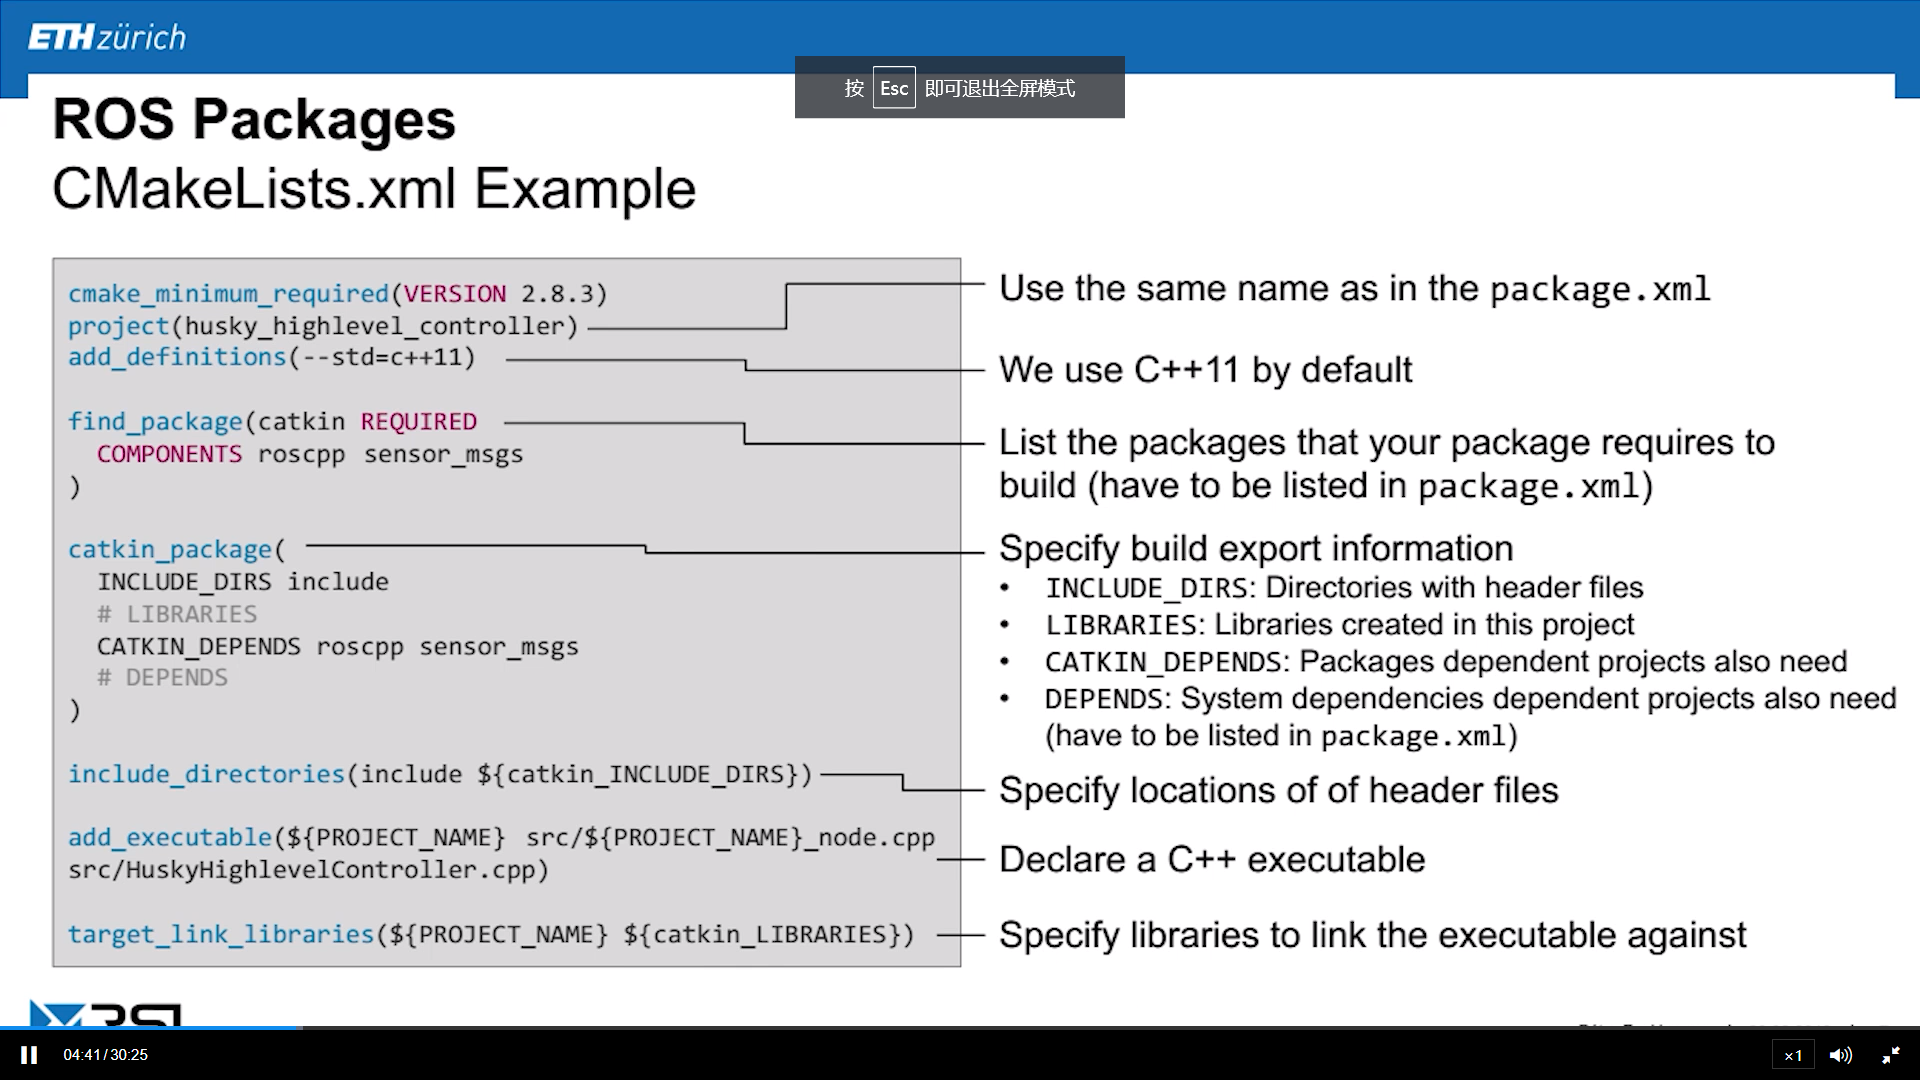 ETH zürich
按 Esc 即可退出全屏模式
ROS Packages
CMakeLists.xml Example
cmake_minimum_required(VERSION 2.8.3)
project(husky_highlevel_controller)
add_definitions(--std=c++11)
find_package(catkin REQUIRED
COMPONENTS roscpp sensor_msgs
)
catkin_package(
INCLUDE_DIRS include
# LIBRARIES
CATKIN_DEPENDS roscpp sensor_msgs
# DEPENDS
)
include_directories(include ${catkin_INCLUDE_DIRS})
add_executable(${PROJECT_NAME} src/${PROJECT_NAME}_node.cpp
src/HuskyHighlevelController.cpp)
target_link_libraries(${PROJECT_NAME} ${catkin_LIBRARIES})
Use the same name as in the package.xml
We use C++11 by default
List the packages that your package requires to
build (have to be listed in package.xml)
Specify build export information
• INCLUDE_DIRS: Directories with header files
• LIBRARIES: Libraries created in this project
• CATKIN_DEPENDS: Packages dependent projects also need
• DEPENDS: System dependencies dependent projects also need
(have to be listed in package.xml)
Specify locations of of header files
Declare a C++ executable
Specify libraries to link the executable against
RSL
04:41/30:25
×1